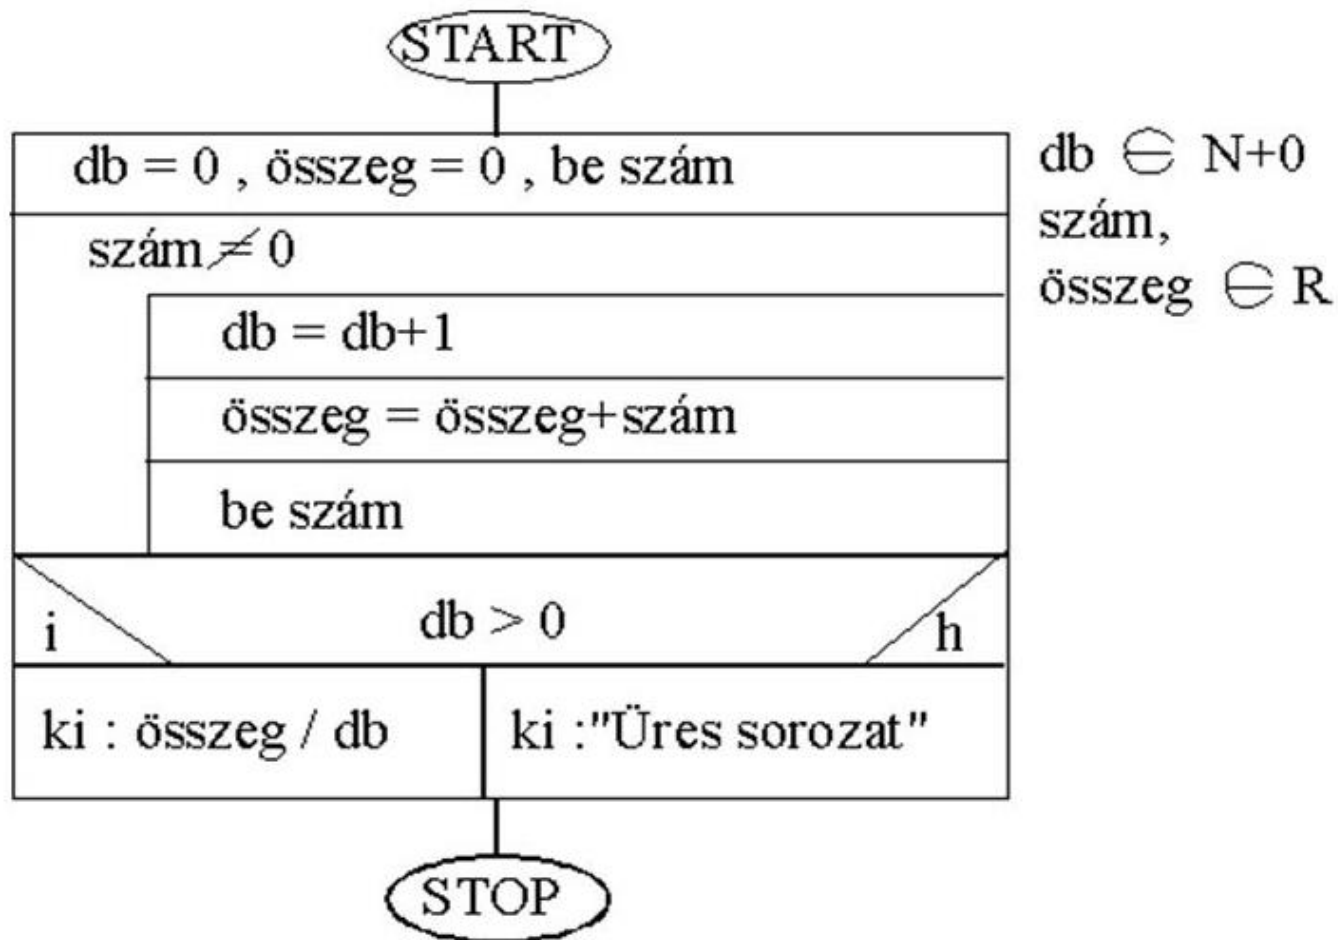 START
db = 0 , összeg = 0 , be szám
szám ≠ 0
db = db+1
összeg = összeg+szám
be szám
i
db > 0
h
ki : összeg / db
ki :"Üres sorozat"
STOP
db ∈ N+0
szám,
összeg ∈ R